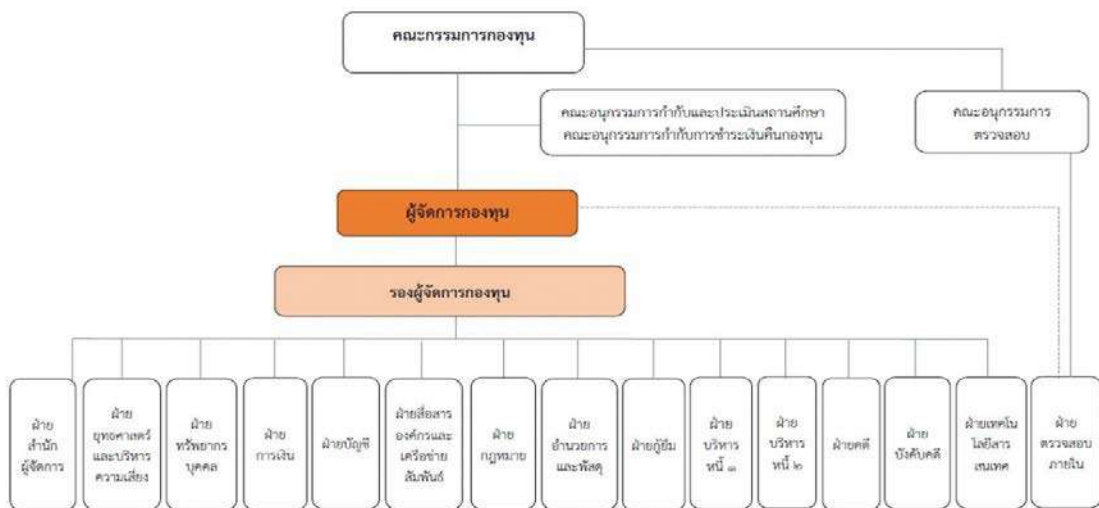 คณะกรรมการกองทุน
คณะอนุกรรมการกำกับและประเมินสถานศึกษา
คณะอนุกรรมการกำกับการชำระเงินคืนกองทุน
คณะอนุกรรมการ
ตรวจสอบ
ผู้จัดการกองทุน
รองผู้จัดการกองทุน
ฝ่าย
สำนัก
ผู้จัดการ
ฝ่าย
ยุทธศาสตร์
และบริหาร
ความเสี่ยง
ฝ่าย
ทรัพยากร
บุคคล
ฝ่าย
การเงิน
ฝ่ายบัญชี
ฝ่ายสื่อสาร
องค์กรและ
เครือข่าย
สัมพันธ์
ฝ่าย
กฎหมาย
ฝ่าย
อำนวยการ
และพัสดุ
ฝ่ายกู้ยืม
ฝ่าย
บริหาร
หนี้ ๑
ฝ่าย
บริหาร
หนี้ ๒
ฝ่ายคดี
ฝ่าย
บังคับคดี
ฝ่ายเทคโน
โลยีสาร
สนเทศ
ฝ่าย
ตรวจสอบ
ภายใน